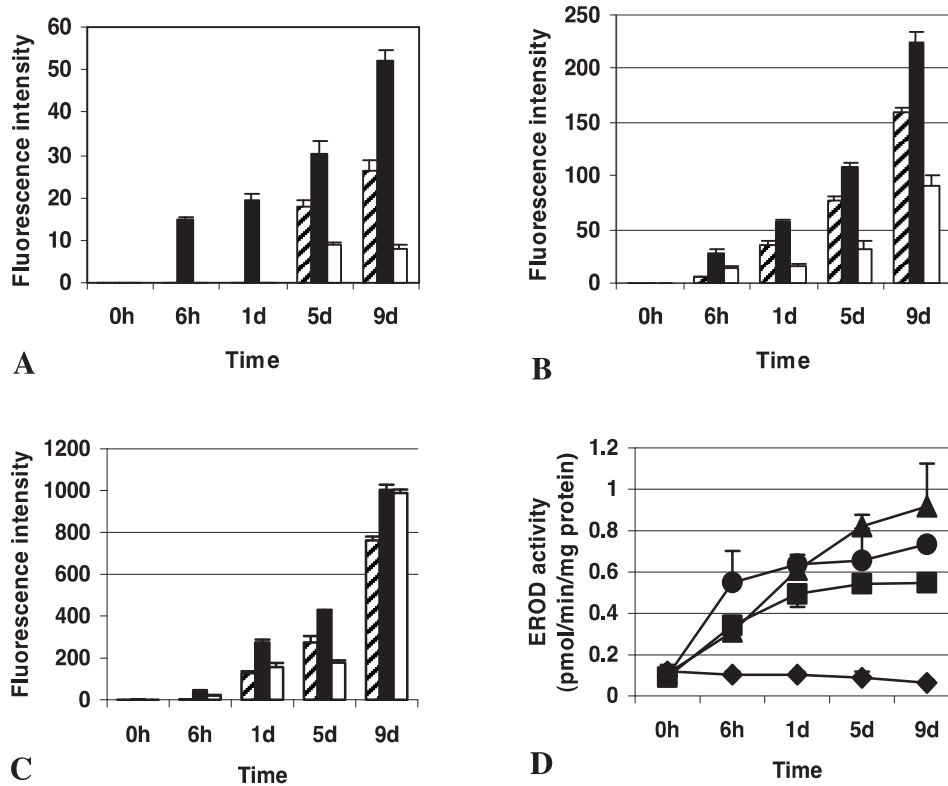 60
50
40
30
20
10
0
Fluorescence intensity
0h 6h 1d 5d 9d
Time
A
250
200
150
100
50
0
Fluorescence intensity
0h 6h 1d 5d 9d
Time
B
1200
1000
800
600
400
200
0
Fluorescence intensity
0h 6h 1d 5d 9d
Time
C
1.2
1
0.8
0.6
0.4
0.2
0
EROD activity
(pmol/min/mg protein)
0h 6h 1d 5d 9d
Time
D